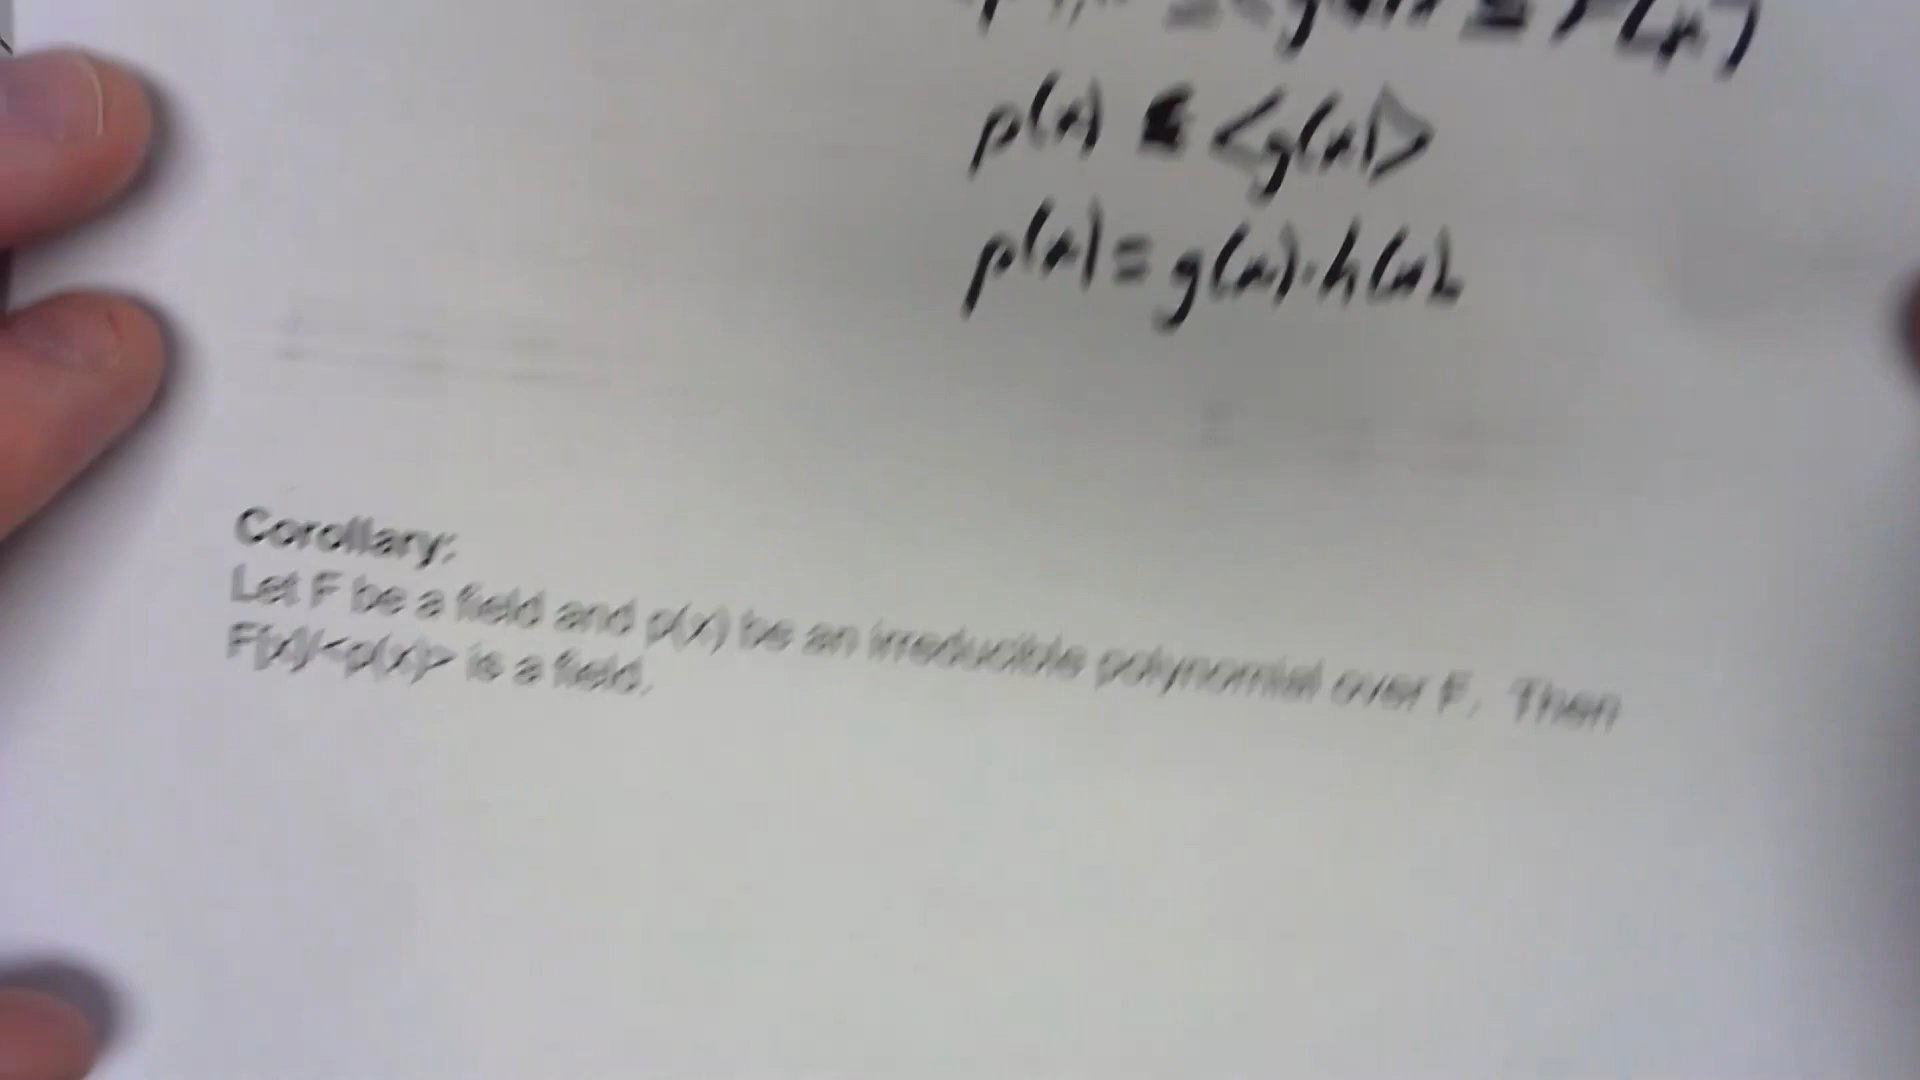 p(x) ∈ <g(x)>
p(x) = g(x)·h(x)
Corollary:
Let F be a field and p(x) be an irreducible polynomial over F. Then
F[x]/<p(x)> is a field.